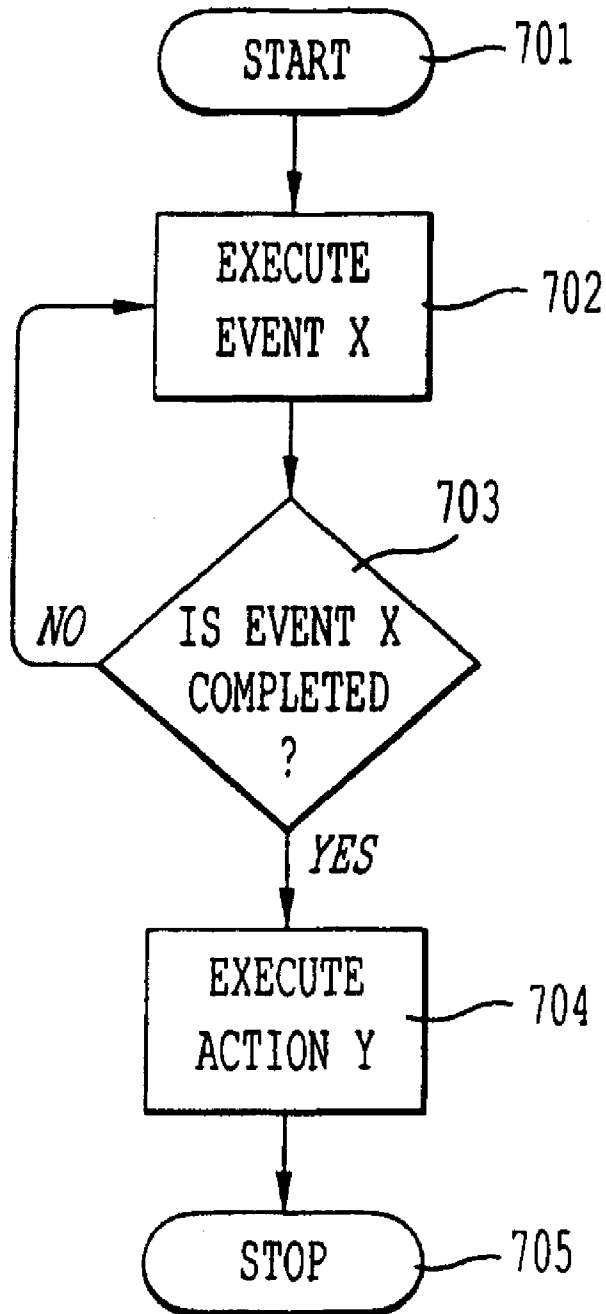 START
701
EXECUTE
EVENT X
702
703
NO
IS EVENT X
COMPLETED
?
YES
EXECUTE
ACTION Y
704
STOP
705